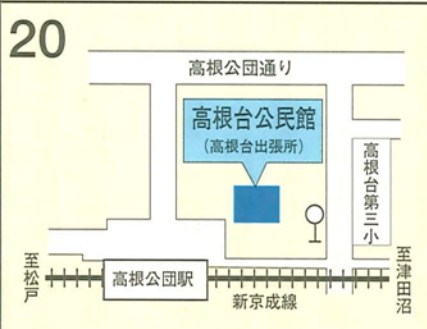 20
高根公団通り
高根台公民館
(高根台出張所)
高根台第三小
至松戸
高根公団駅
新京成線
至津田沼